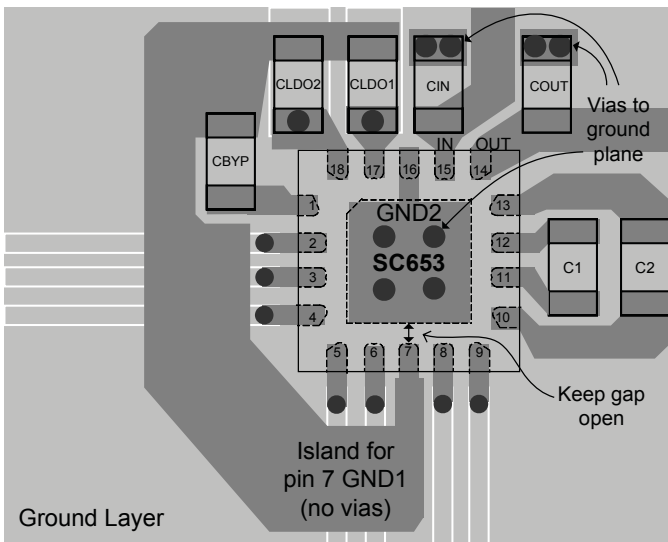 CLDO2
CLDO1
CIN
COUT
Vias to
ground
plane
CBYP
IN
OUT
18
17
16
15
14
1
GND2
13
2
12
SC653
3
11
C1
C2
4
10
5
6
7
8
9
Keep gap
open
Island for
pin 7 GND1
(no vias)
Ground Layer